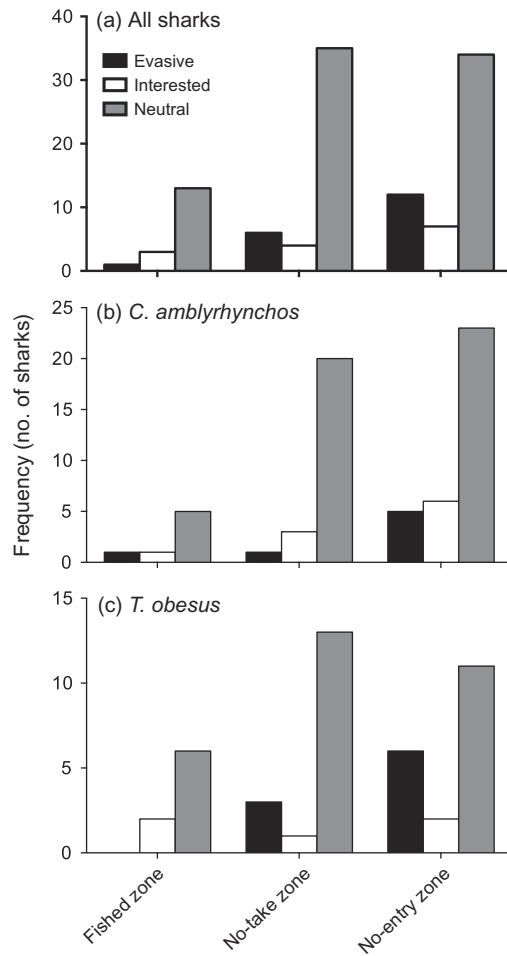 (a) All sharks
Evasive
Interested
Neutral
40
30
20
10
0
Frequency (no. of sharks)
(b) C. amblyrhynchos
25
20
15
10
5
0
(c) T. obesus
15
10
5
0
Fished zone
No-take zone
No-entry zone